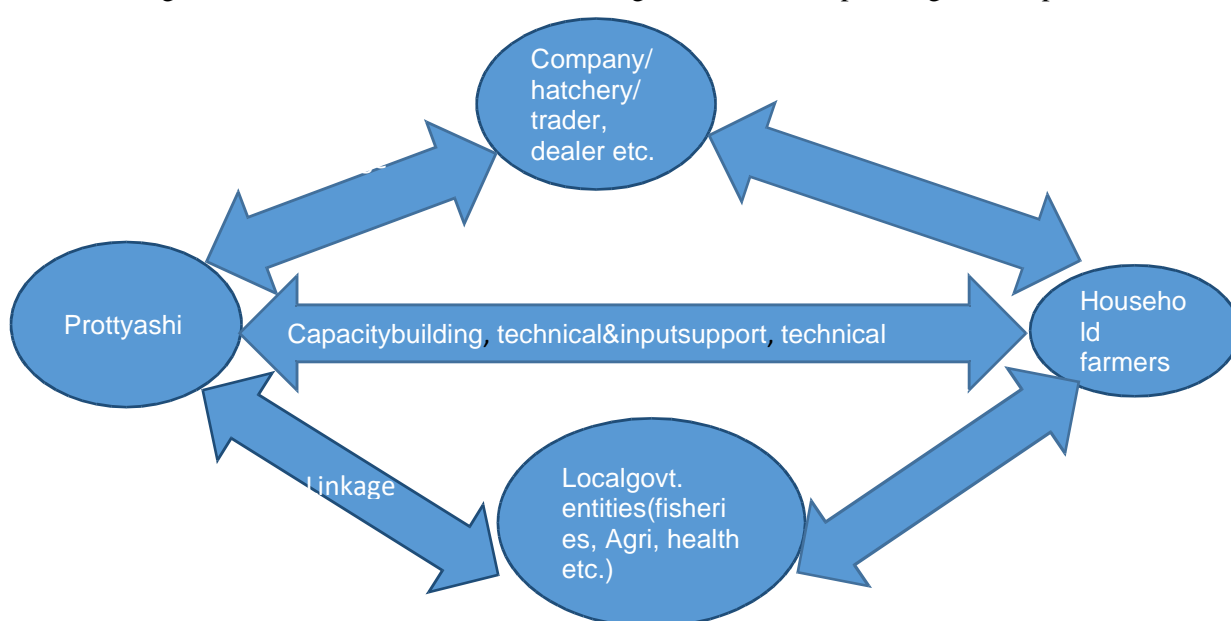 Company/
hatchery/
trader,
dealer etc.
Prottyashi
Capacitybuilding, technical&inputsupport, technical
Househo
ld
farmers
Linkage
Localgovt.
entities(fisheri
es, Agri, health
etc.)